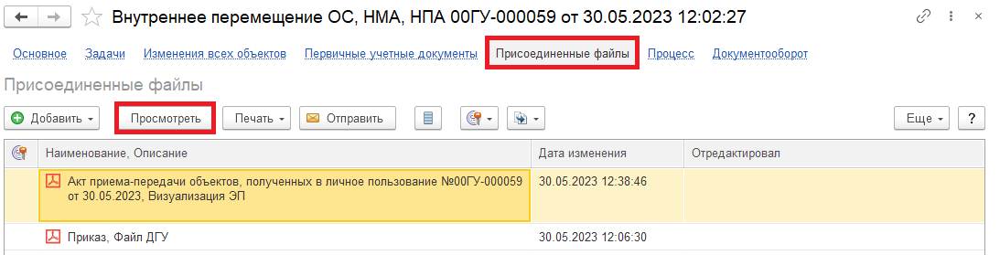 Внутреннее перемещение ОС, НМА, НПА 00ГУ-000059 от 30.05.2023 12:02:27
Основное Задачи Изменения всех объектов Первичные учетные документы Присоединенные файлы Процесс Документооборот
Присоединенные файлы
Добавить Просмотреть Печать Отправить Еще ?
Наименование, Описание Дата изменения Отредактировал
Акт приема-передачи объектов, полученных в личное пользование №00ГУ-000059 30.05.2023 12:38:46
от 30.05.2023, Визуализация ЭП
Приказ, Файл ДГУ 30.05.2023 12:06:30